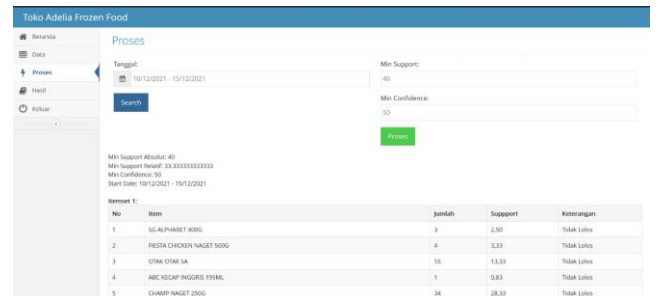 Toko Adelia Frozen Food
Beranda
Data
Proses
Hasil
Keluar
Proses
Tanggal:
10/12/2021 - 15/12/2021
Search
Min Support:
40
Min Confidence:
50
Proses
Min Support Absolut: 40
Min Support Relatif: 33.333333333333
Min Confidence: 50
Start Date: 10/12/2021 - 15/12/2021
Itemset 1:
No Item Jumlah Suppport Keterangan
1 SG ALPHABET 400G 3 2,50 Tidak Lolos
2 FIESTA CHICKEN NAGET 500G 4 3,33 Tidak Lolos
3 OTAK OTAK SA 16 13,33 Tidak Lolos
4 ABC KECAP INGGRIS 195ML 1 0,83 Tidak Lolos
5 CHAMP NAGET 250G 34 28,33 Tidak Lolos